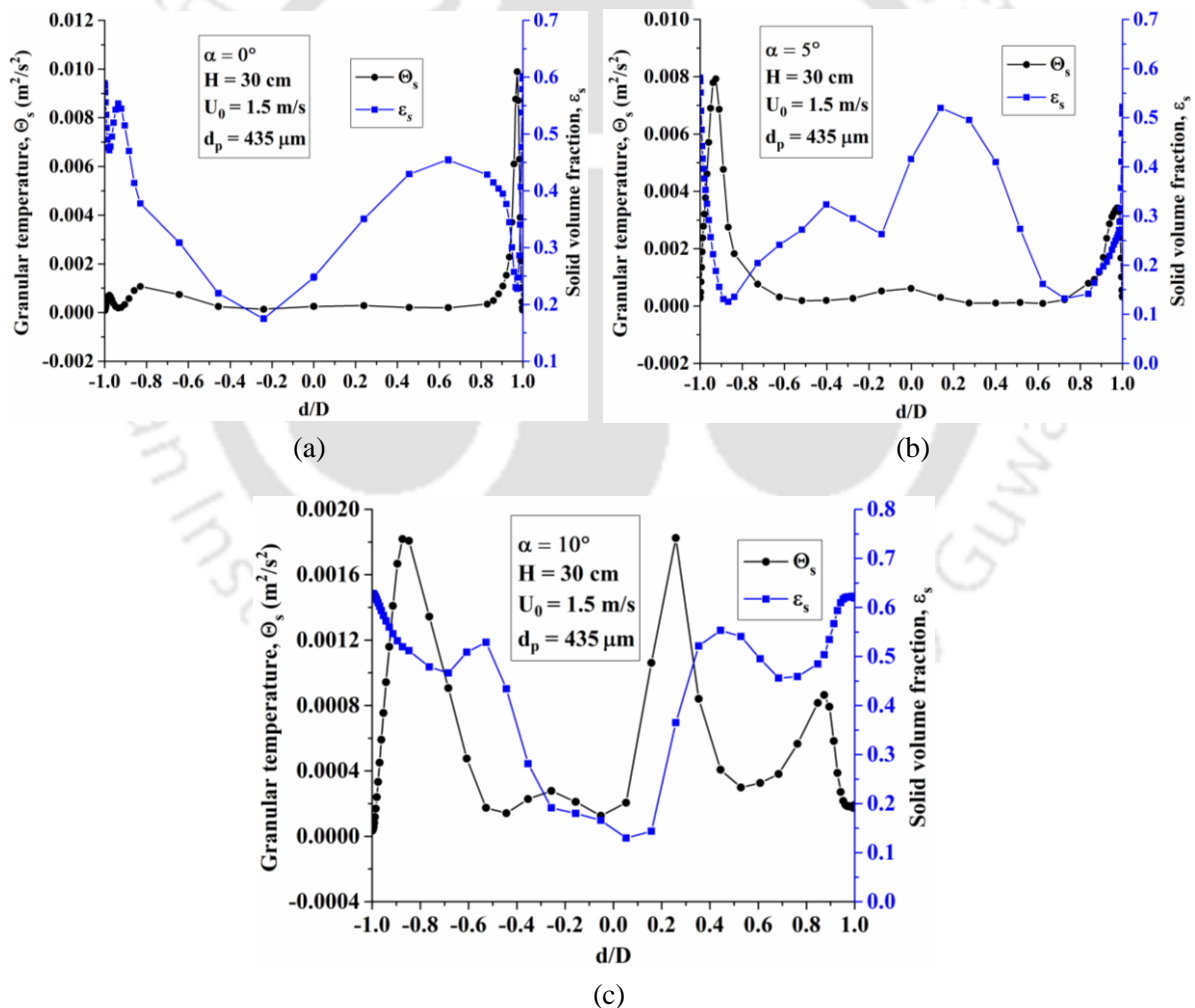 0.012
0.010
0.008
0.006
0.004
0.002
0.000
-0.002
Granular temperature, Θₛ (m²/s²)
α = 0°
H = 30 cm
U₀ = 1.5 m/s
dₚ = 435 μm
Θₛ
εₛ
0.7
0.6
0.5
0.4
0.3
0.2
0.1
Solid volume fraction, εₛ
-1.0 -0.8 -0.6 -0.4 -0.2 0.0 0.2 0.4 0.6 0.8 1.0
d/D
(a)
0.010
0.008
0.006
0.004
0.002
0.000
-0.002
Granular temperature, Θₛ (m²/s²)
α = 5°
H = 30 cm
U₀ = 1.5 m/s
dₚ = 435 μm
Θₛ
εₛ
0.7
0.6
0.5
0.4
0.3
0.2
0.1
0.0
Solid volume fraction, εₛ
-1.0 -0.8 -0.6 -0.4 -0.2 0.0 0.2 0.4 0.6 0.8 1.0
d/D
(b)
0.0020
0.0016
0.0012
0.0008
0.0004
0.0000
-0.0004
Granular temperature, Θₛ (m²/s²)
α = 10°
H = 30 cm
U₀ = 1.5 m/s
dₚ = 435 μm
Θₛ
εₛ
0.8
0.7
0.6
0.5
0.4
0.3
0.2
0.1
0.0
Solid volume fraction, εₛ
-1.0 -0.8 -0.6 -0.4 -0.2 0.0 0.2 0.4 0.6 0.8 1.0
d/D
(c)